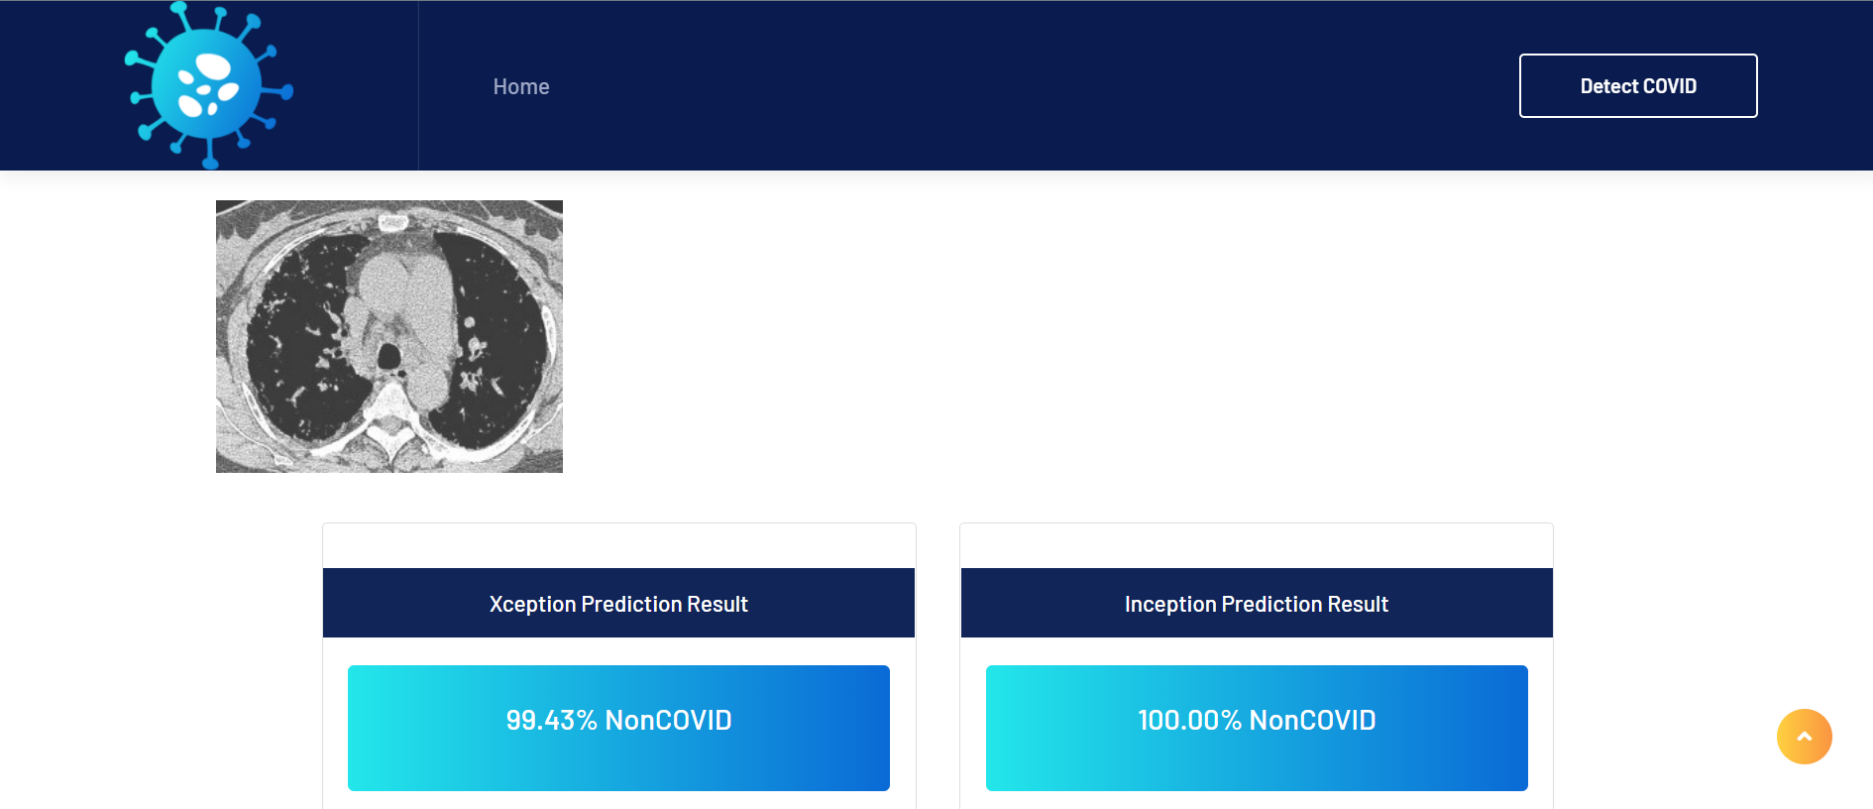 Home
Detect COVID
Xception Prediction Result
Inception Prediction Result
99.43% NonCOVID
100.00% NonCOVID